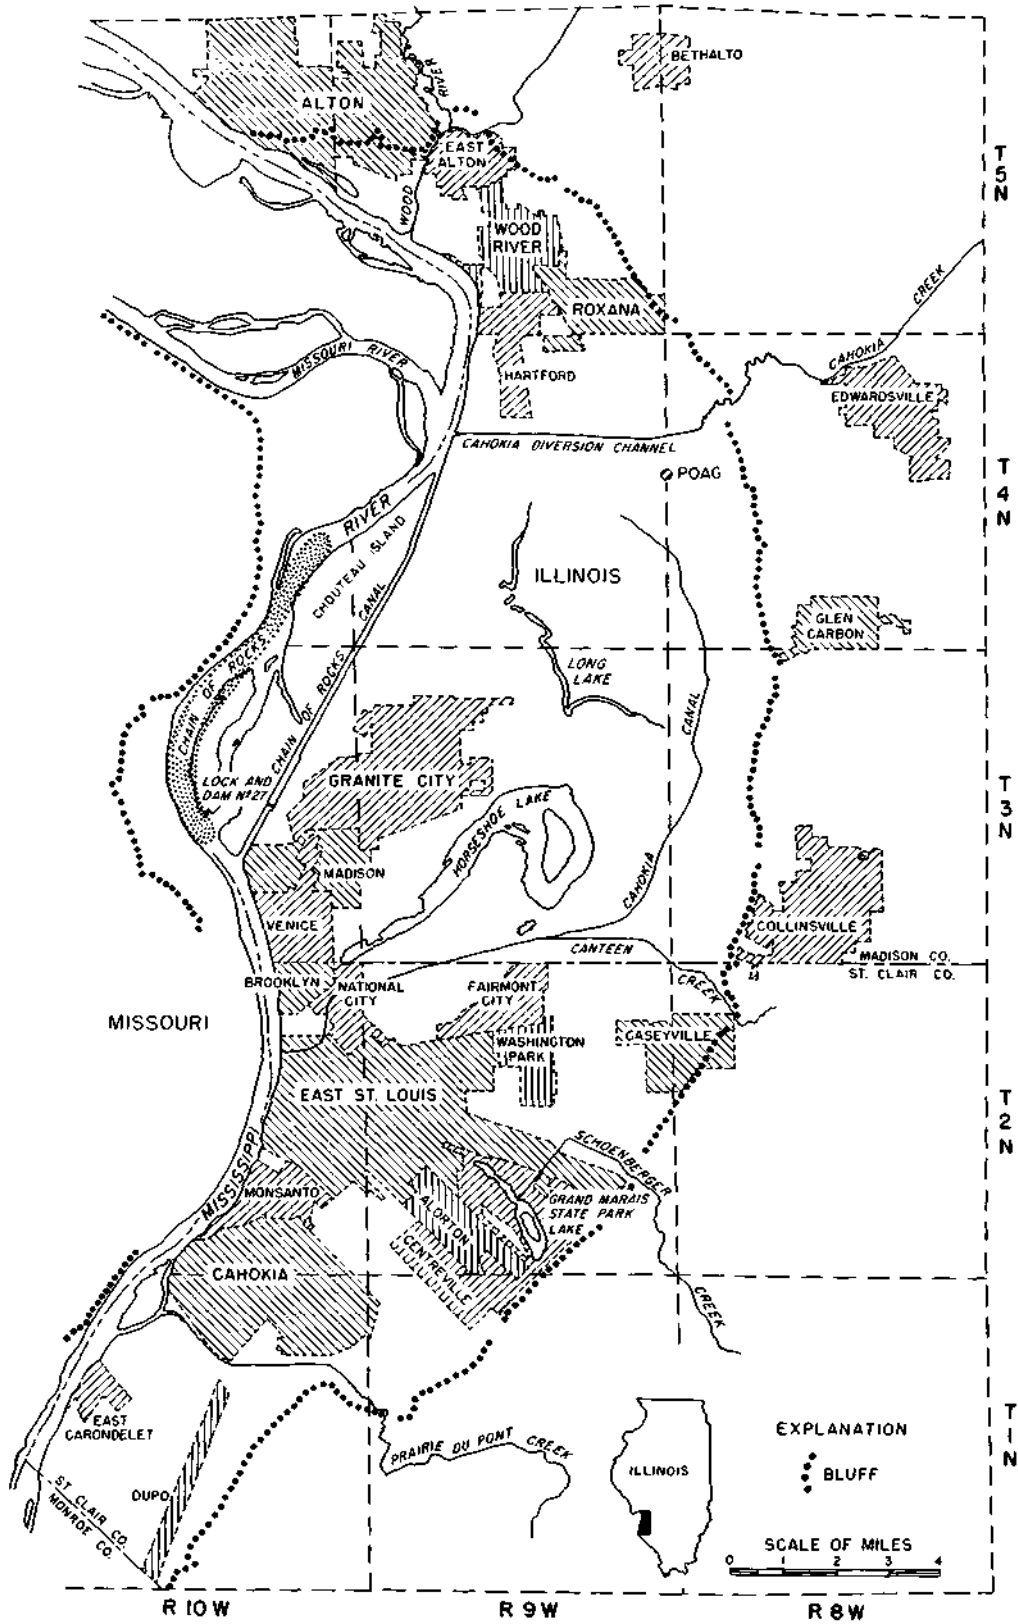 BETHALTO
RIVER
ALTON
EAST
ALTON
T
5
N
WOOD
WOOD
RIVER
CREEK
ROXANA
MISSOURI RIVER
CAHOKIA
HARTFORD
EDWARDSVILLE
CAHOKIA DIVERSION CHANNEL
POAG
T
4
N
RIVER
CHOUTEAU ISLAND
ILLINOIS
CANAL
GLEN
CARBON
CHAIN OF ROCKS
LONG
LAKE
CHAIN OF ROCKS
CANAL
LOCK AND
DAM Nº27
GRANITE CITY
T
3
N
HORSESHOE LAKE
MADISON
CAHOKIA
VENICE
COLLINSVILLE
CANTEEN
MADISON CO.
ST. CLAIR CO.
BROOKLYN
NATIONAL
CITY
FAIRMONT
CITY
CREEK
MISSOURI
WASHINGTON
PARK
CASEYVILLE
EAST ST. LOUIS
T
2
N
SCHOENBERGER
MISSISSIPPI
MONSANTO
ALORTON
GRAND MARAIS
STATE PARK
LAKE
CENTREVILLE
CAHOKIA
CREEK
EAST
CARONDELET
T
1
N
EXPLANATION
PRAIRIE DU PONT CREEK
ILLINOIS
BLUFF
ST. CLAIR CO.
MONROE CO.
DUPO
SCALE OF MILES
0 1 2 3 4
R 10 W
R 9 W
R 8 W